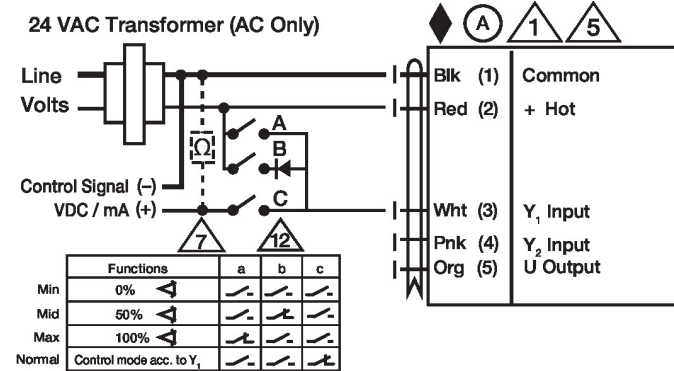 24 VAC Transformer (AC Only)
A 1 5
Line
Volts
Blk (1) Common
Red (2) + Hot
A
B
Ω
C
Control Signal (–)
VDC / mA (+)
Wht (3) Y1 Input
Pnk (4) Y2 Input
Org (5) U Output
7 12
Functions a b c
Min 0%
Mid 50%
Max 100%
Normal Control mode acc. to Y1